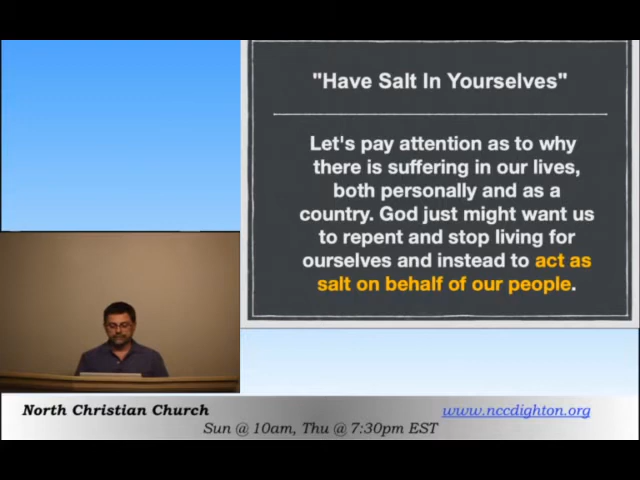 "Have Salt In Yourselves"
Let's pay attention as to why
there is suffering in our lives,
both personally and as a
country. God just might want us
to repent and stop living for
ourselves and instead to act as
salt on behalf of our people.
North Christian Church
www.nccdighton.org
Sun @ 10am, Thu @ 7:30pm EST